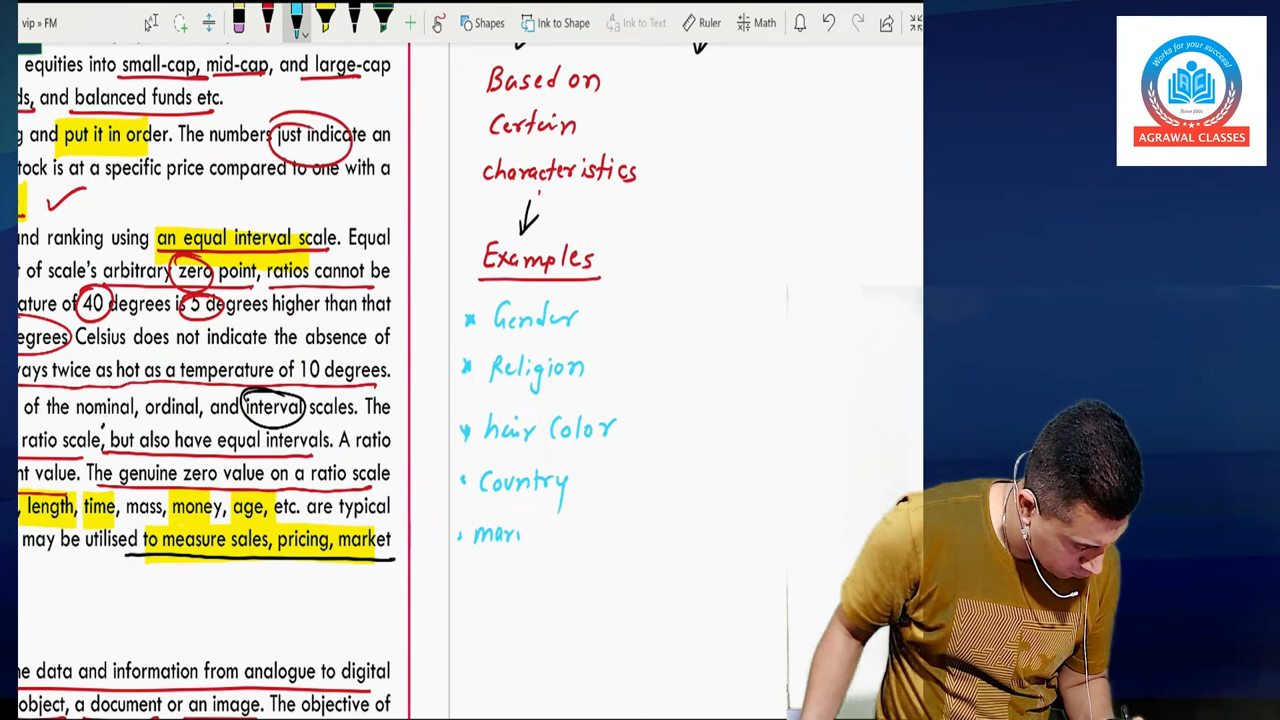 vip » FM
Shapes
Ink to Shape
Ink to Text
Ruler
Math
equities into small-cap, mid-cap, and large-cap
ds, and balanced funds etc.
g and put it in order. The numbers just indicate an
tock is at a specific price compared to one with a
nd ranking using an equal interval scale. Equal
of scale's arbitrary zero point, ratios cannot be
ature of 40 degrees is 5 degrees higher than that
egrees Celsius does not indicate the absence of
ays twice as hot as a temperature of 10 degrees.
of the nominal, ordinal, and interval scales. The
ratio scale, but also have equal intervals. A ratio
nt value. The genuine zero value on a ratio scale
, length, time, mass, money, age, etc. are typical
may be utilised to measure sales, pricing, market
ne data and information from analogue to digital
object, a document or an image. The objective of
Based on
Certain
characteristics
Examples
Gender
Religion
hair Color
Country
mari
Works for your success!
AC
Since 2001
AGRAWAL CLASSES